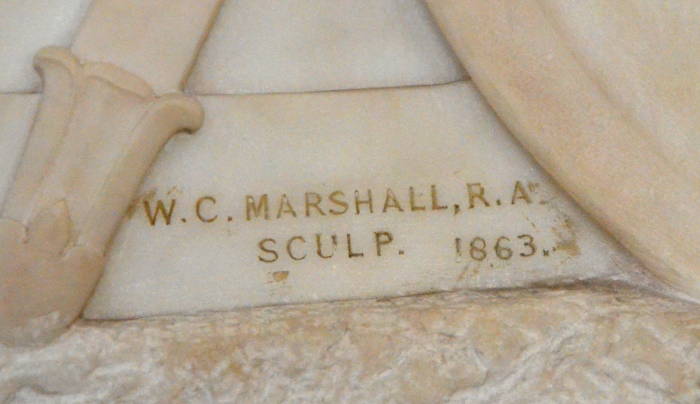 W. C. MARSHALL, R. A.
SCULP. 1863.